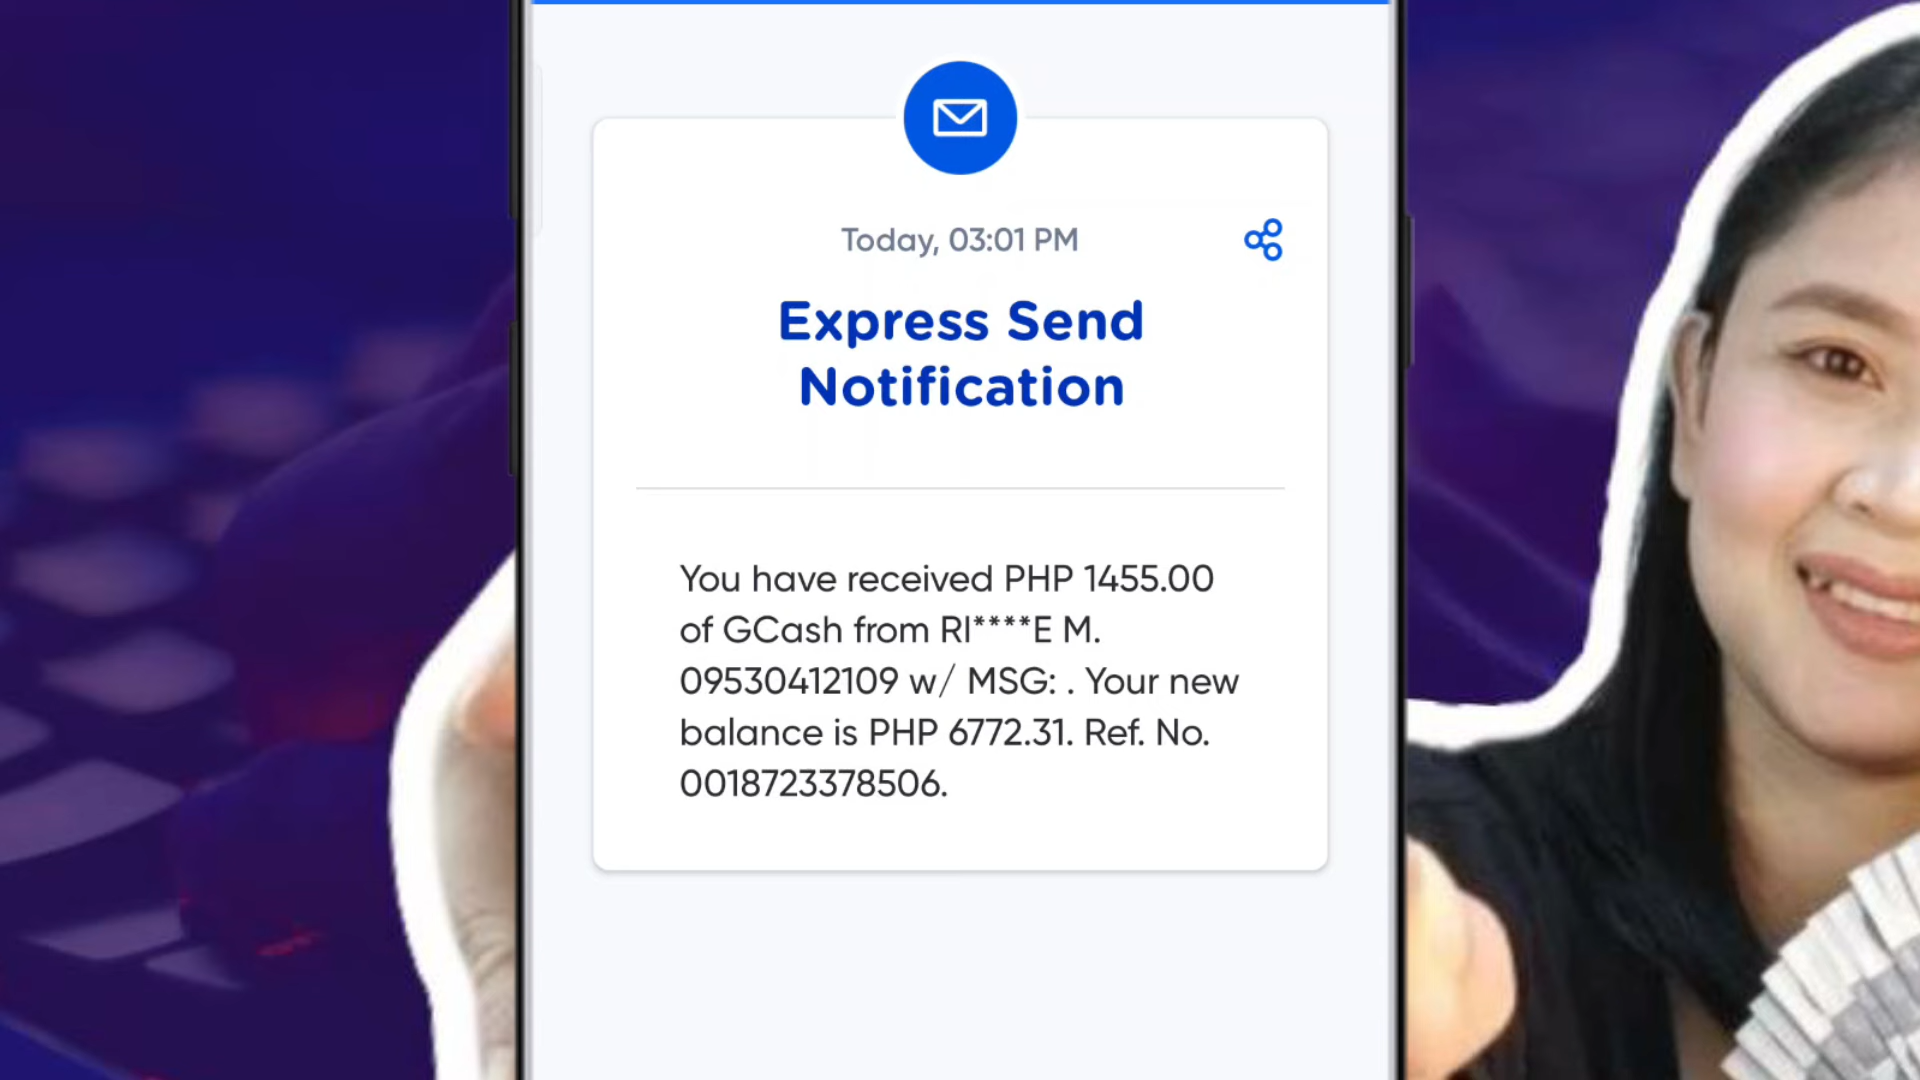 Today, 03:01 PM
Express Send
Notification
You have received PHP 1455.00
of GCash from RI****E M.
09530412109 w/ MSG: . Your new
balance is PHP 6772.31. Ref. No.
0018723378506.